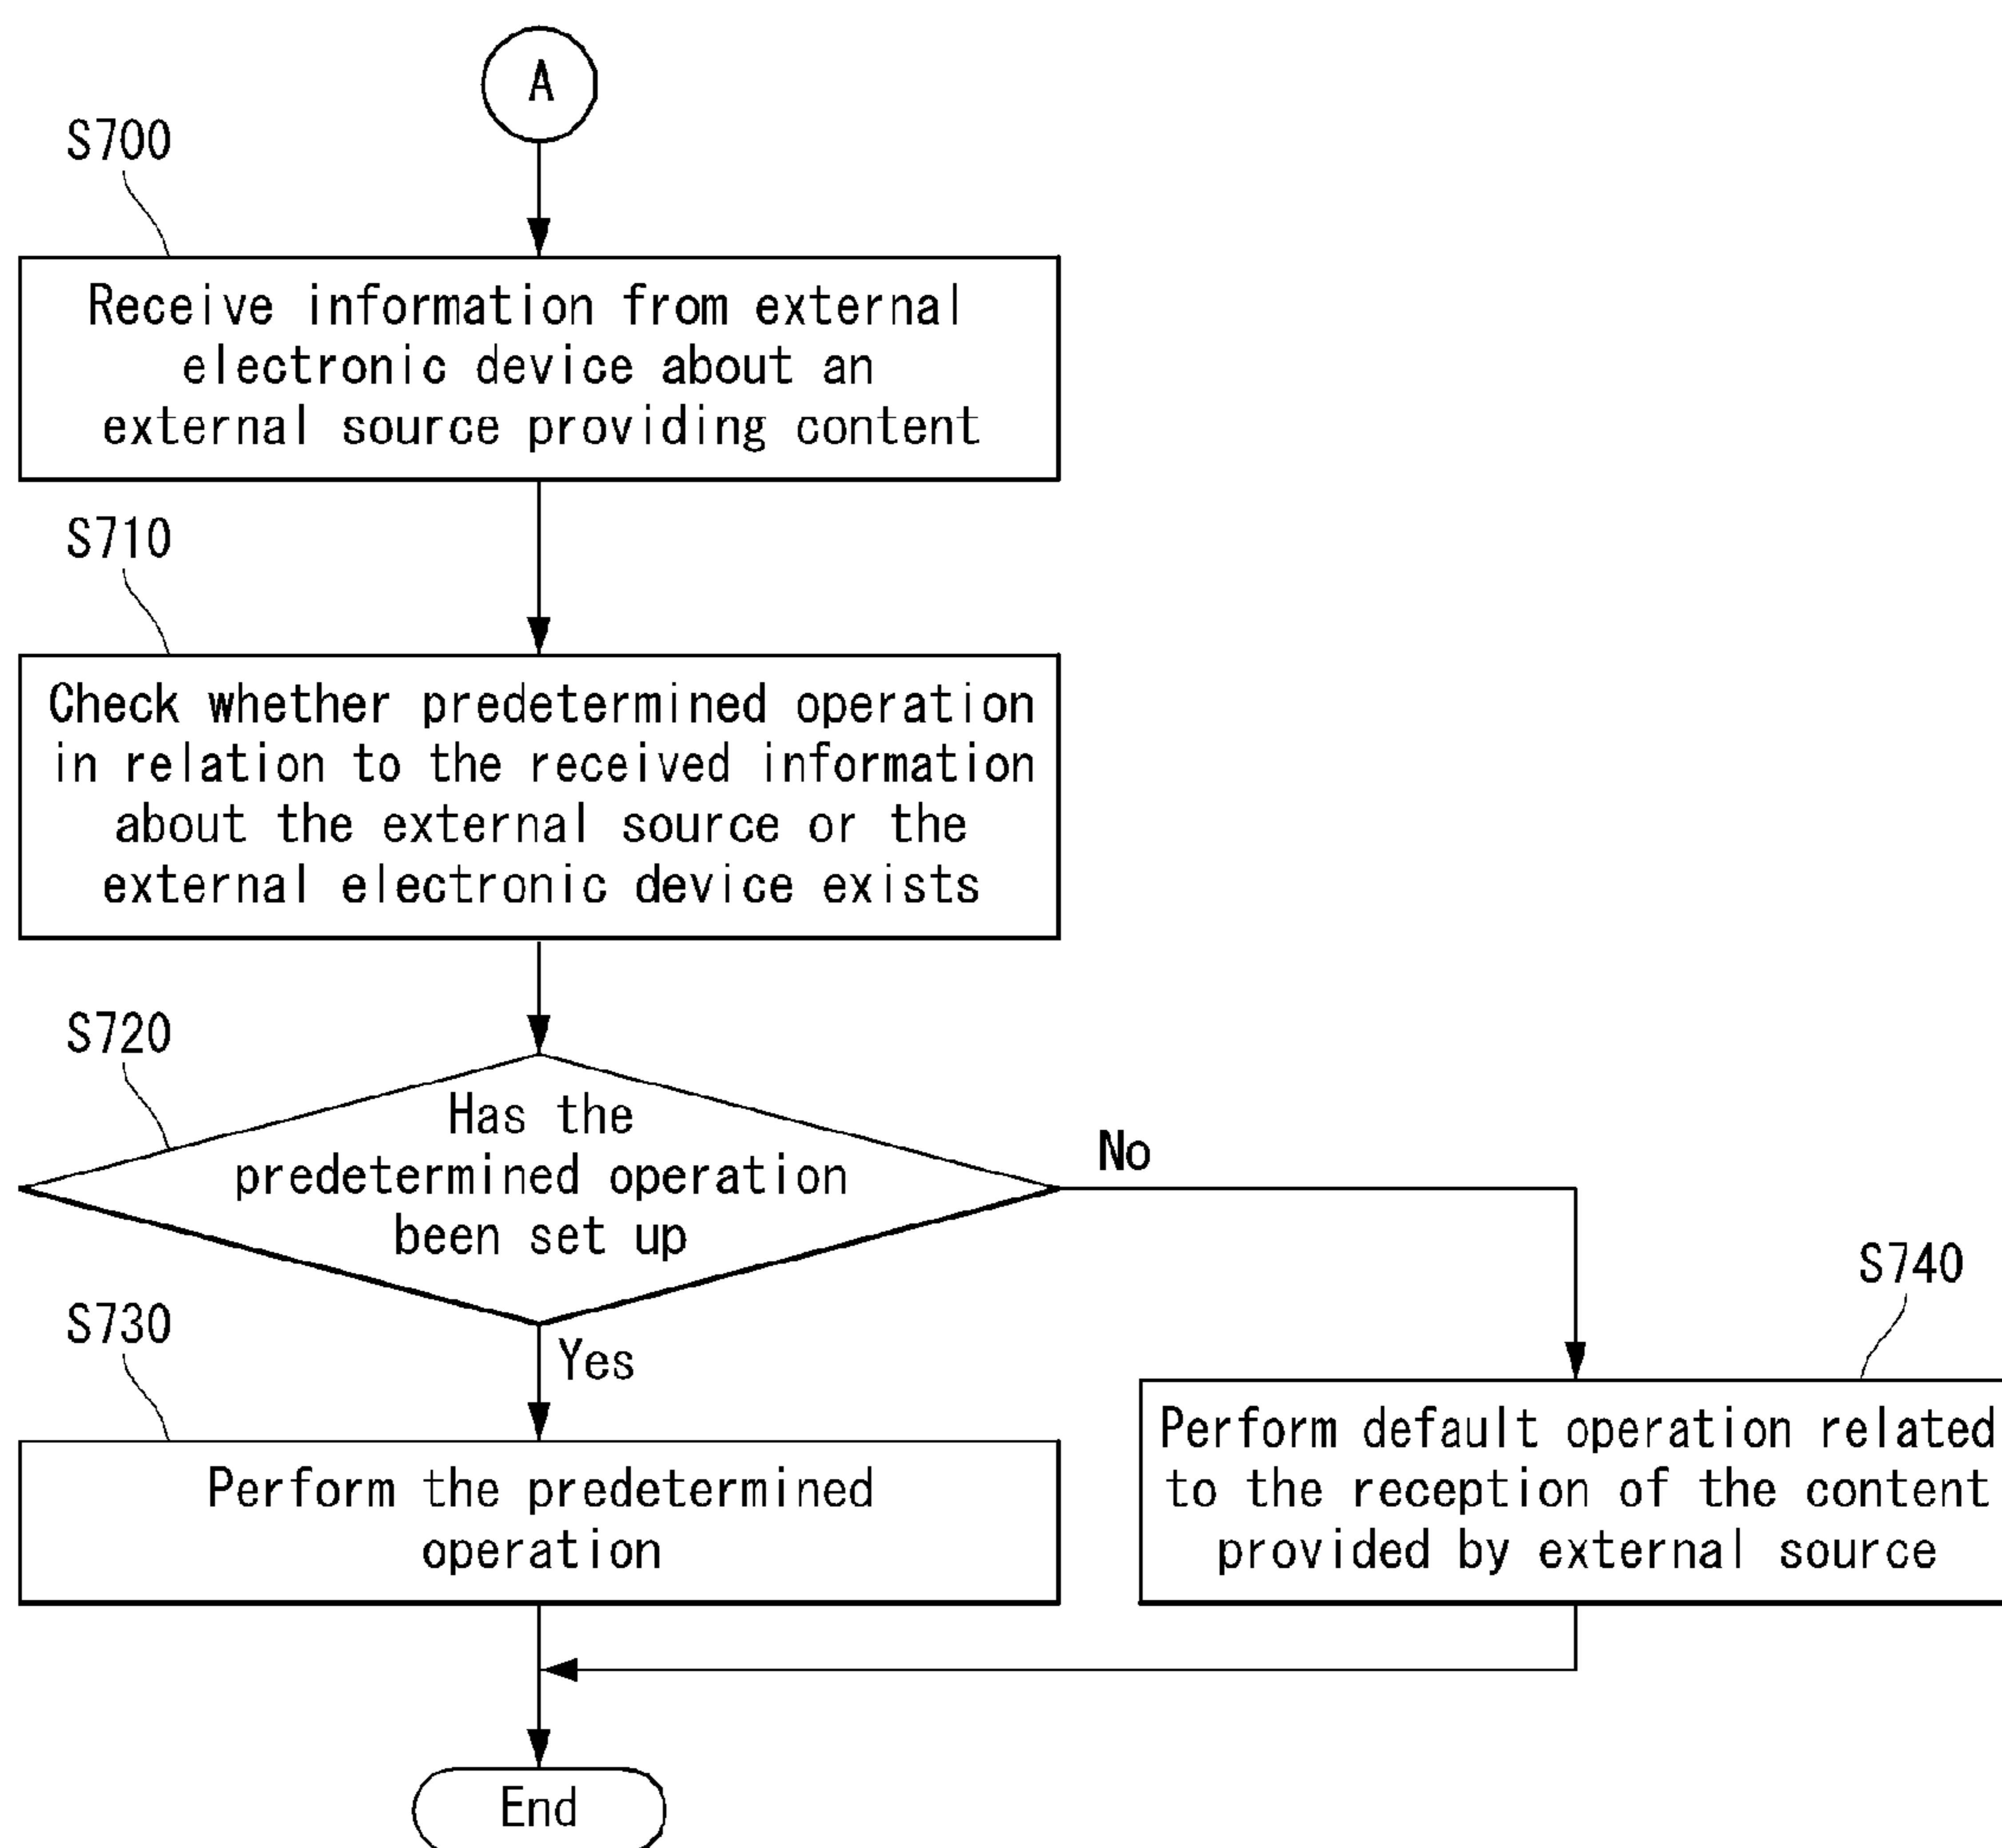 A
S700
Receive information from external
electronic device about an
external source providing content
S710
Check whether predetermined operation
in relation to the received information
about the external source or the
external electronic device exists
S720
Has the
predetermined operation
been set up
No
Yes
S730
Perform the predetermined
operation
S740
Perform default operation related
to the reception of the content
provided by external source
End